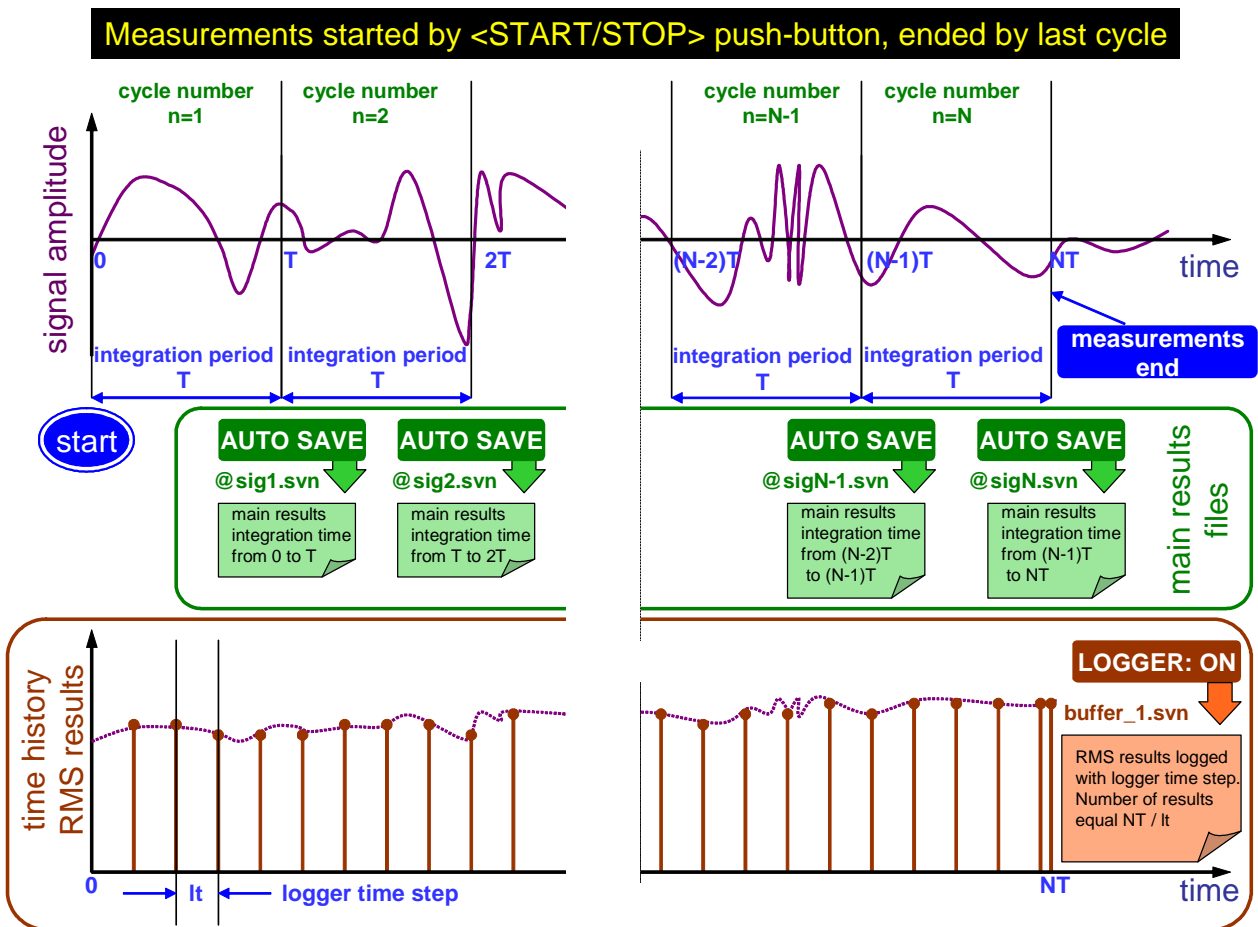 Measurements started by <START/STOP> push-button, ended by last cycle
cycle number
n=1
cycle number
n=2
cycle number
n=N-1
cycle number
n=N
signal amplitude
0
T
2T
(N-2)T
(N-1)T
NT
time
integration period
T
integration period
T
integration period
T
integration period
T
measurements
end
start
AUTO SAVE
@sig1.svn
main results
integration time
from 0 to T
AUTO SAVE
@sig2.svn
main results
integration time
from T to 2T
AUTO SAVE
@sigN-1.svn
main results
integration time
from (N-2)T
to (N-1)T
AUTO SAVE
@sigN.svn
main results
integration time
from (N-1)T
to NT
main results
files
time history
RMS results
LOGGER: ON
buffer_1.svn
RMS results logged
with logger time step.
Number of results
equal NT / lt
0
lt
logger time step
NT
time